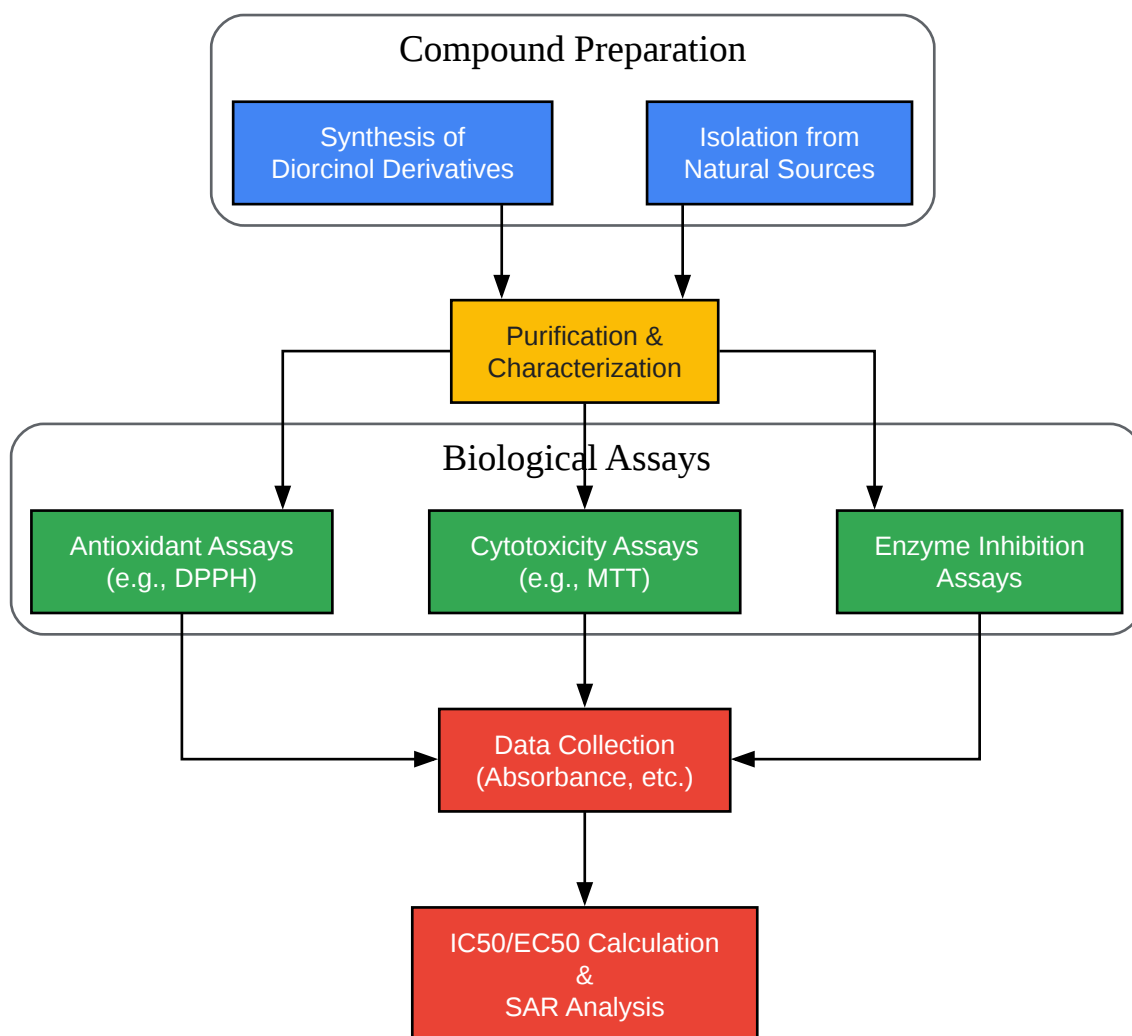 Compound Preparation
Synthesis of
Diorcinol Derivatives
Isolation from
Natural Sources
Purification &
Characterization
Biological Assays
Antioxidant Assays
(e.g., DPPH)
Cytotoxicity Assays
(e.g., MTT)
Enzyme Inhibition
Assays
Data Collection
(Absorbance, etc.)
IC50/EC50 Calculation
&
SAR Analysis